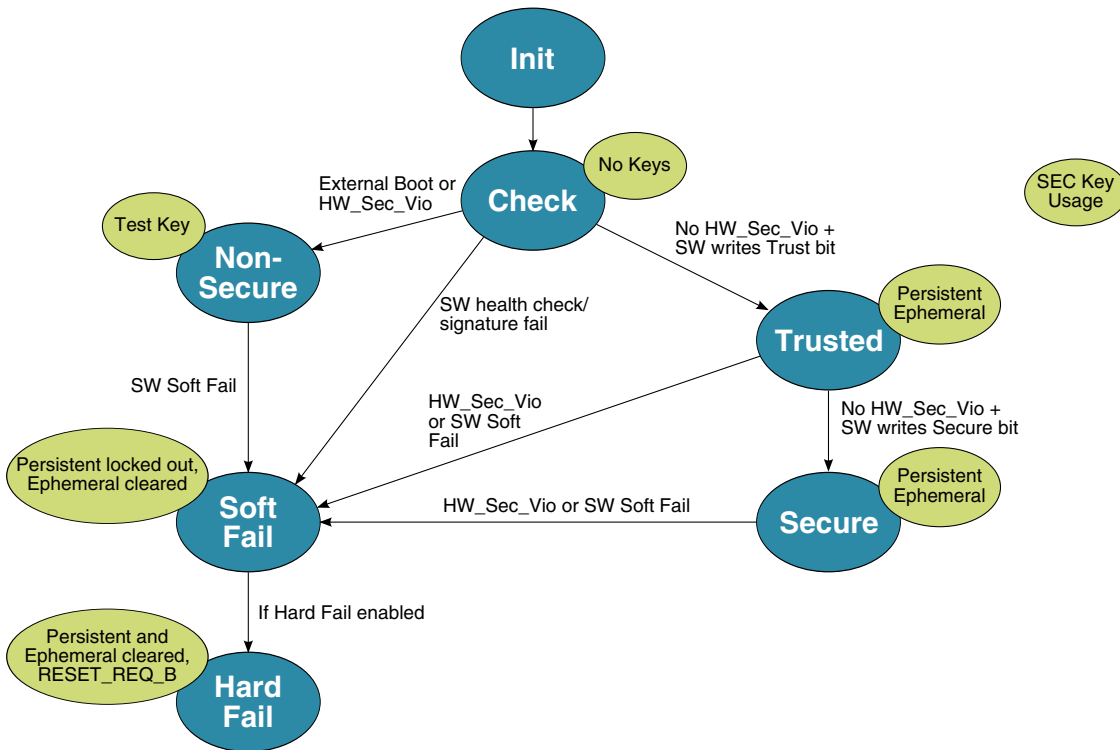 Init
No Keys
Check
SEC Key
Usage
External Boot or
HW_Sec_Vio
Test Key
Non-
Secure
No HW_Sec_Vio +
SW writes Trust bit
SW health check/
signature fail
Persistent
Ephemeral
Trusted
SW Soft Fail
HW_Sec_Vio
or SW Soft
Fail
No HW_Sec_Vio +
SW writes Secure bit
Persistent locked out,
Ephemeral cleared
Soft
Fail
HW_Sec_Vio or SW Soft Fail
Persistent
Ephemeral
Secure
If Hard Fail enabled
Persistent and
Ephemeral cleared,
RESET_REQ_B
Hard
Fail